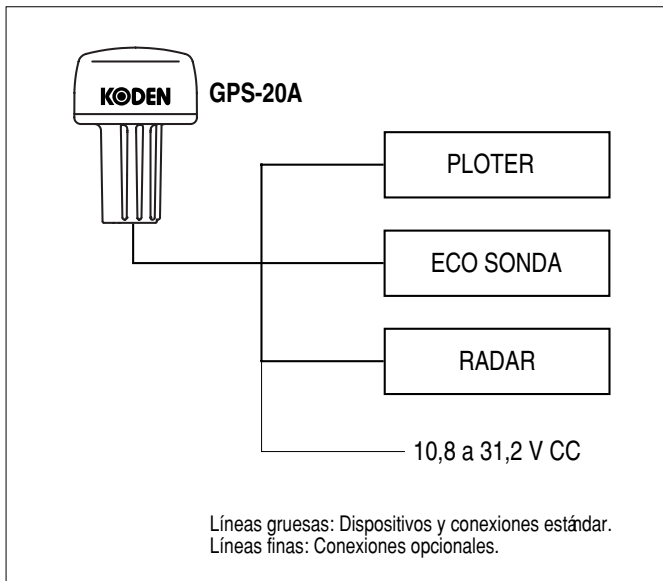 KODEN
GPS-20A
PLOTER
ECO SONDA
RADAR
10,8 a 31,2 V CC
Líneas gruesas: Dispositivos y conexiones estándar.
Líneas finas: Conexiones opcionales.